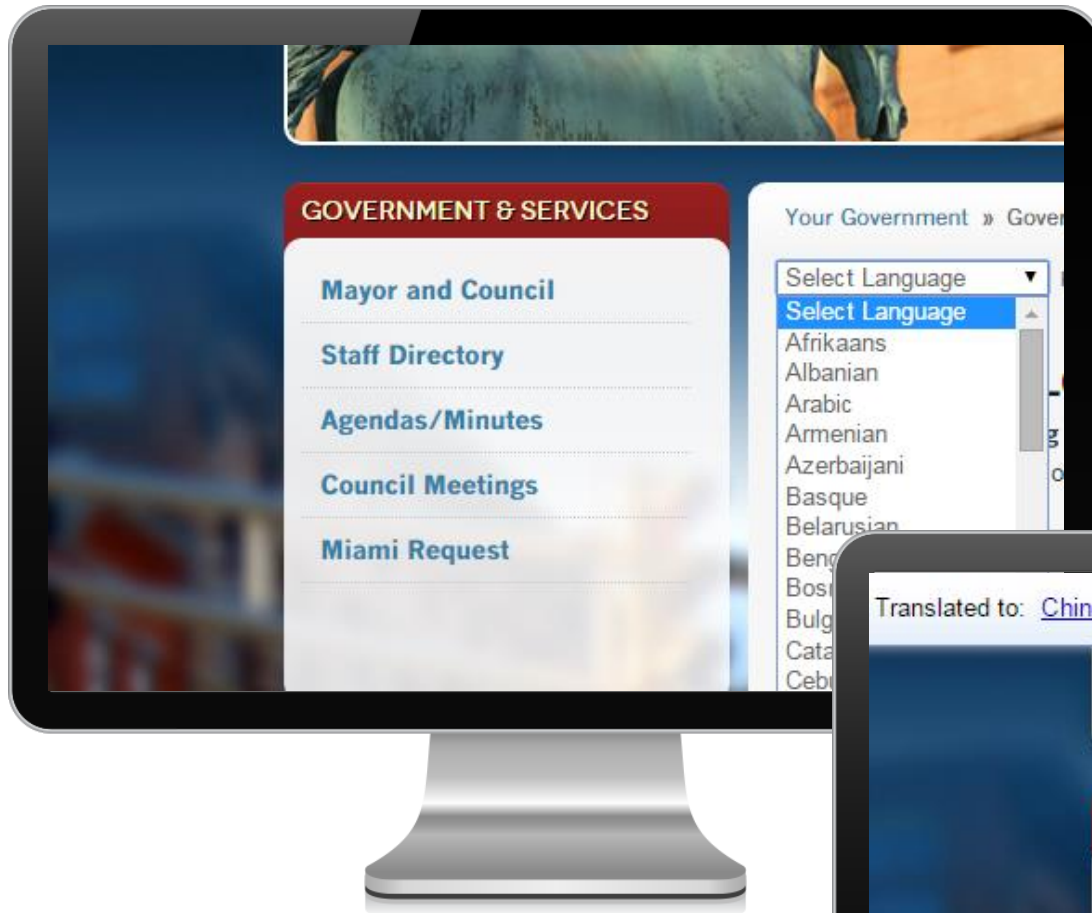 GOVERNMENT & SERVICES
Mayor and Council
Staff Directory
Agendas/Minutes
Council Meetings
Miami Request
Your Government »
Select Language
Select Language
Afrikaans
Albanian
Arabic
Armenian
Azerbaijani
Basque
Belarusian
Translated to: